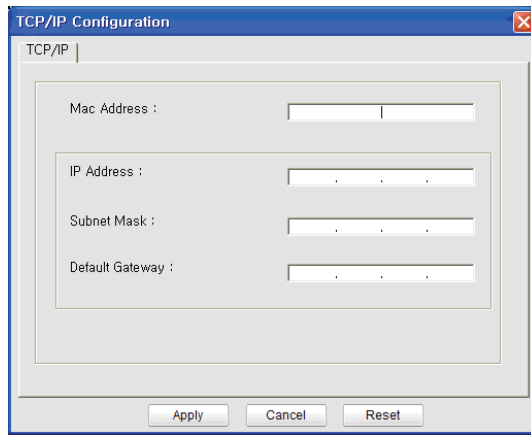 TCP/IP Configuration
TCP/IP
Mac Address :
IP Address :
. . .
Subnet Mask :
. . .
Default Gateway :
. . .
Apply Cancel Reset